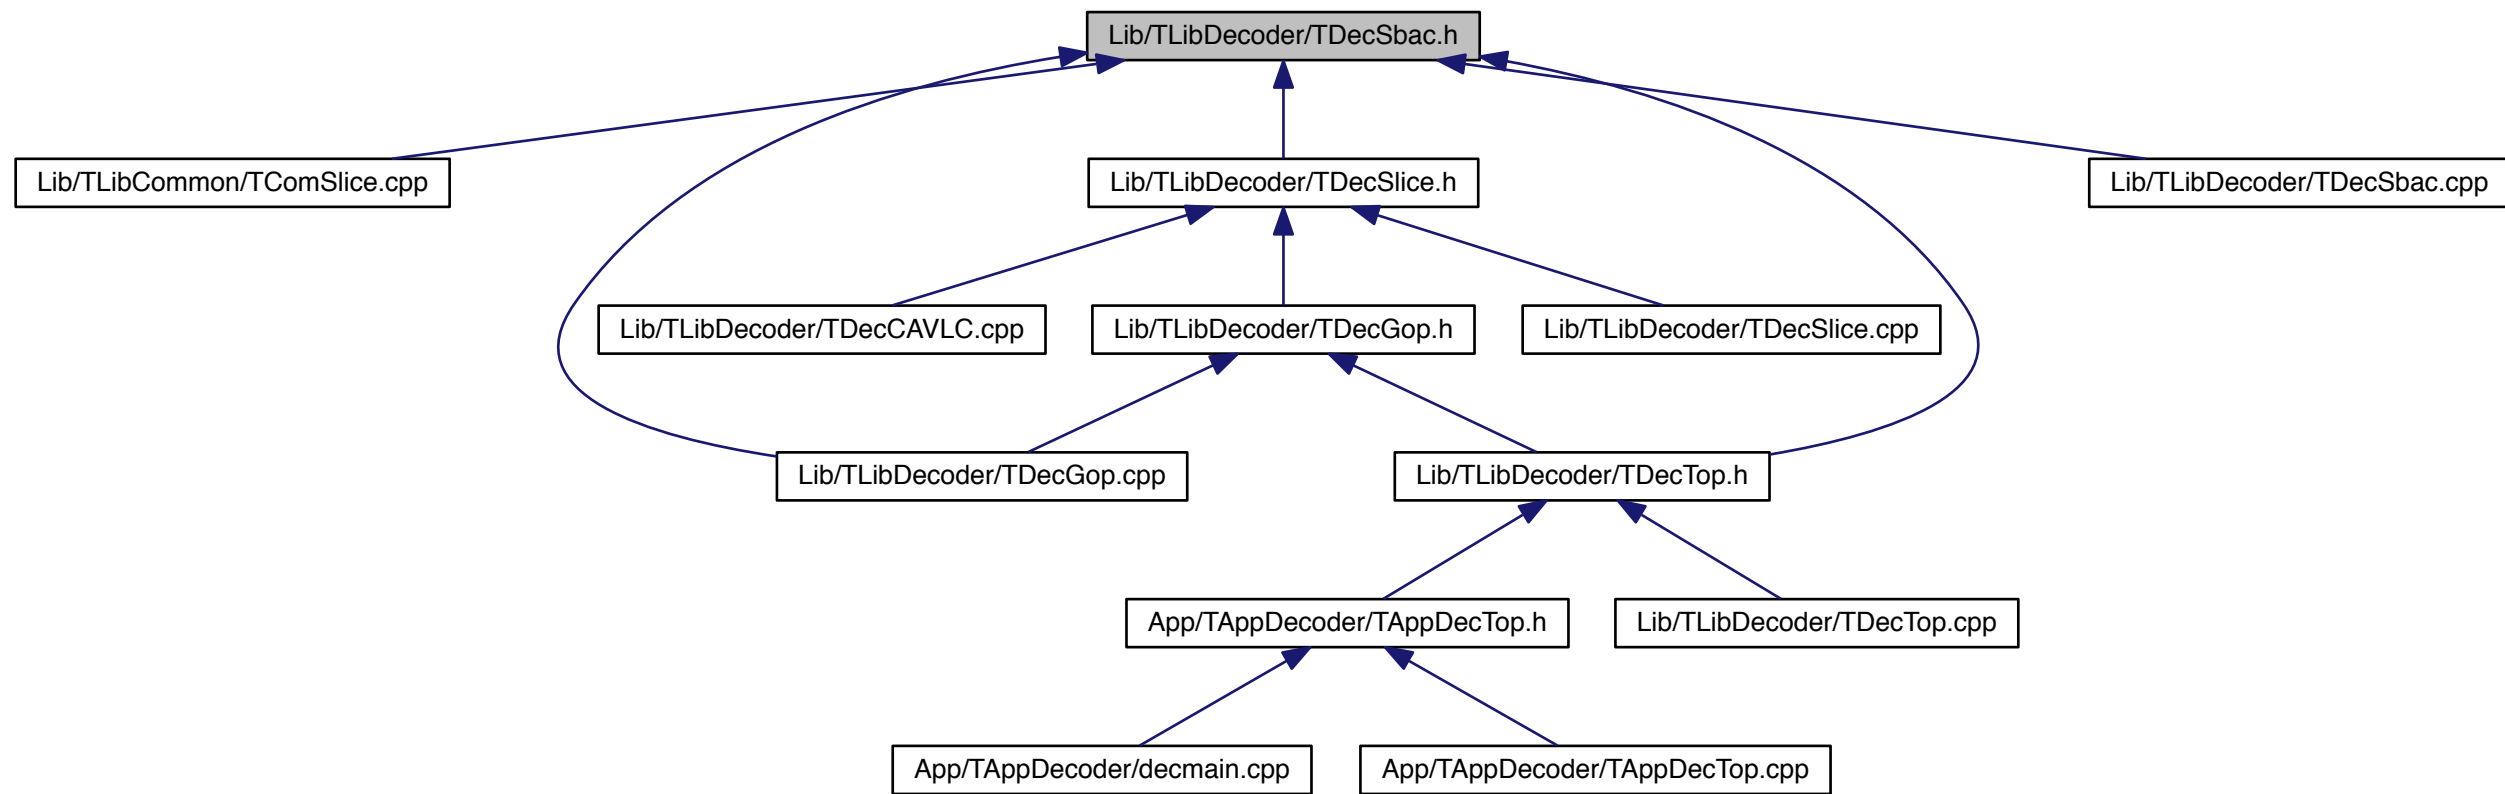 Lib/TLibDecoder/TDecSbac.h
Lib/TLibCommon/TComSlice.cpp
Lib/TLibDecoder/TDecSlice.h
Lib/TLibDecoder/TDecSbac.cpp
Lib/TLibDecoder/TDecCAVLC.cpp
Lib/TLibDecoder/TDecGop.h
Lib/TLibDecoder/TDecSlice.cpp
Lib/TLibDecoder/TDecGop.cpp
Lib/TLibDecoder/TDecTop.h
App/TAppDecoder/TAppDecTop.h
Lib/TLibDecoder/TDecTop.cpp
App/TAppDecoder/decmain.cpp
App/TAppDecoder/TAppDecTop.cpp